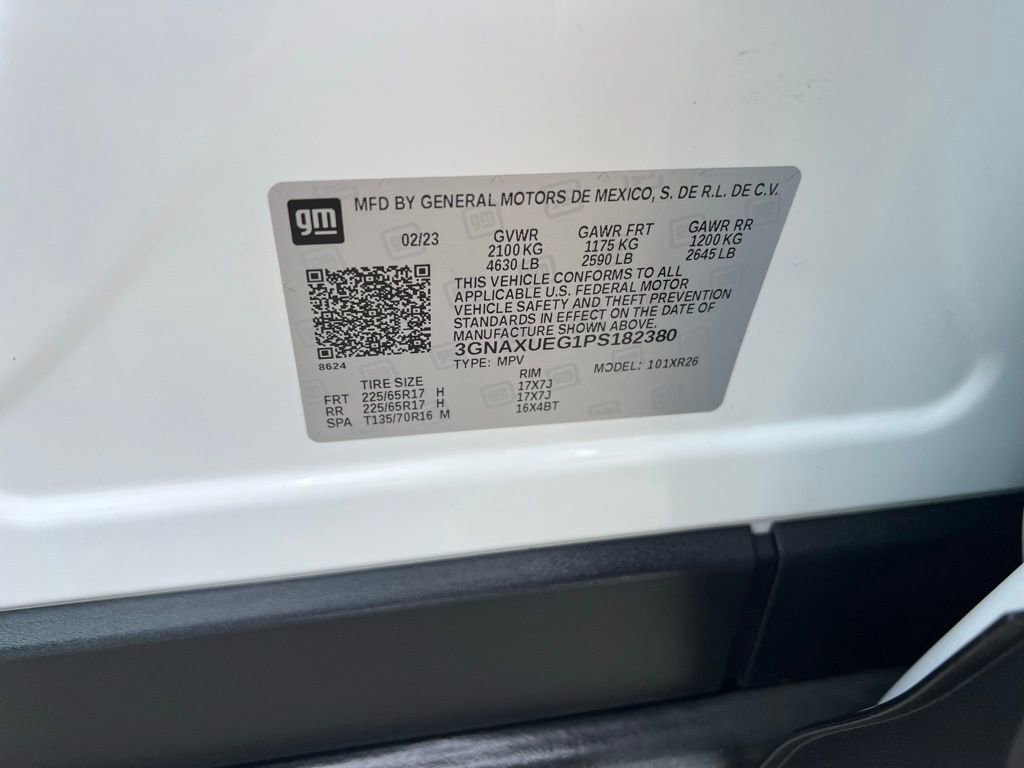 gm
MFD BY GENERAL MOTORS DE MEXICO, S. DE R.L. DE C.V.
02/23 GVWR GAWR FRT GAWR RR
2100 KG 1175 KG 1200 KG
4630 LB 2590 LB 2645 LB
THIS VEHICLE CONFORMS TO ALL
APPLICABLE U.S. FEDERAL MOTOR
VEHICLE SAFETY AND THEFT PREVENTION
STANDARDS IN EFFECT ON THE DATE OF
MANUFACTURE SHOWN ABOVE.
3GNAXUEG1PS182380
8624
TYPE: MPV MODEL: 101XR26
TIRE SIZE RIM
FRT 225/65R17 H 17X7J
RR 225/65R17 H 17X7J
SPA T135/70R16 M 16X4BT